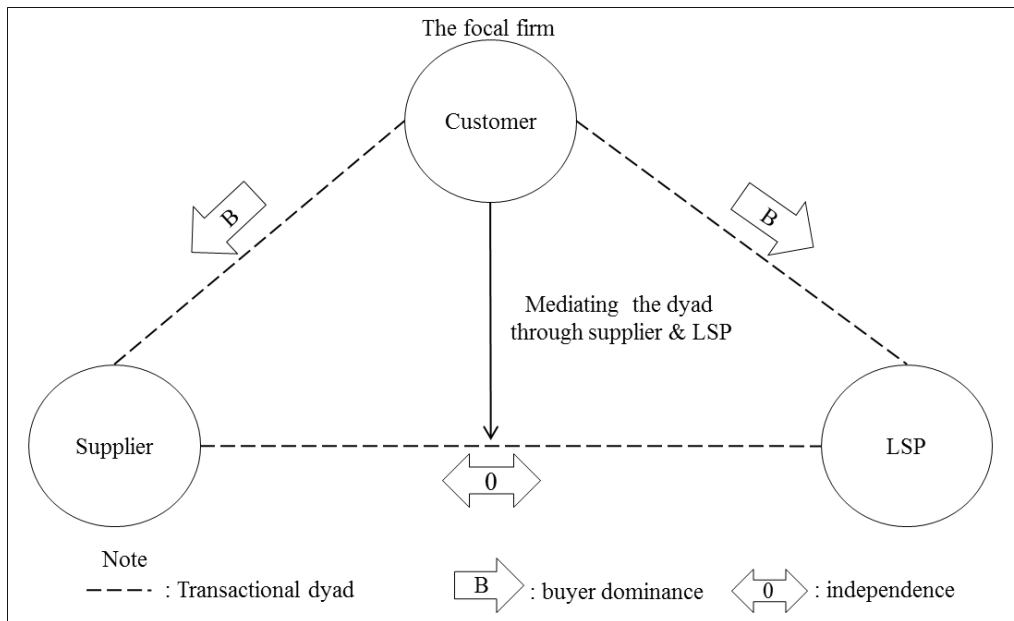 The focal firm
Customer
B
B
Mediating the dyad
through supplier & LSP
Supplier
LSP
0
Note
: Transactional dyad
B
: buyer dominance
0
: independence